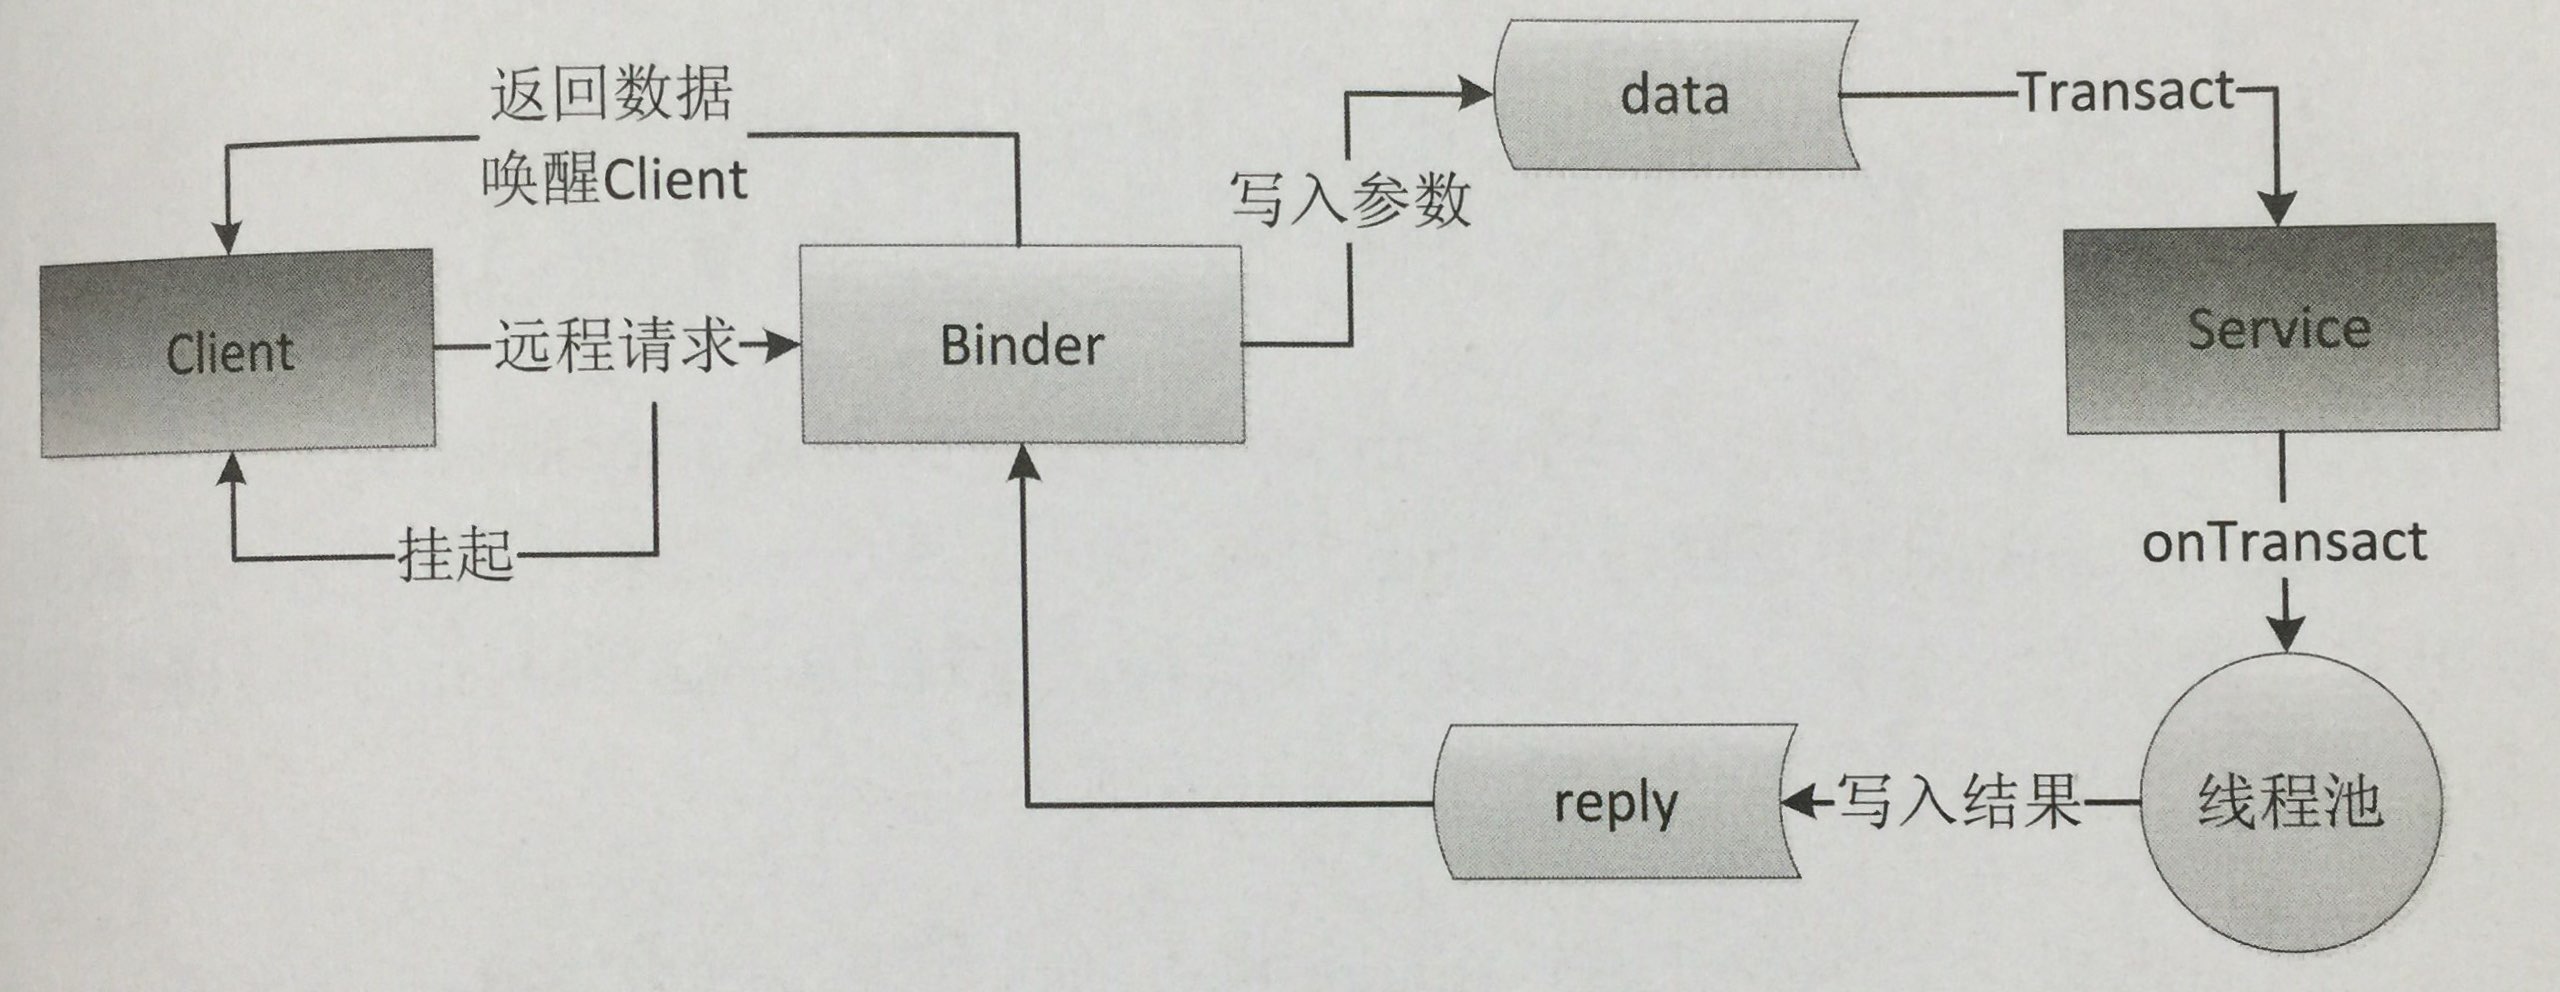 返回数据
唤醒Client
data
Transact
写入参数
Client
远程请求
Binder
Service
挂起
onTransact
reply
写入结果
线程池